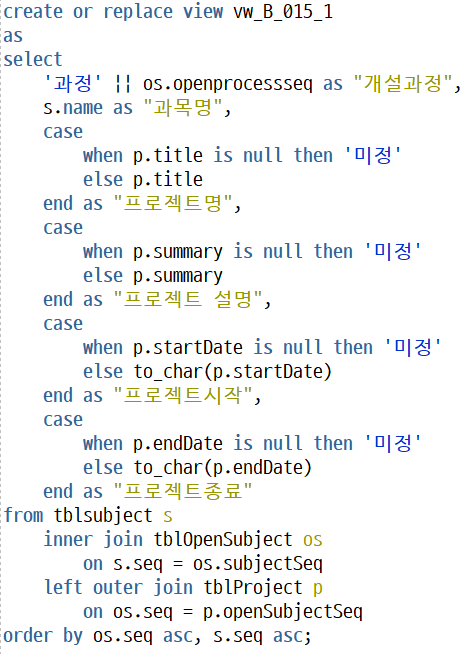 create or replace view vw_B_015_1
as
select
    '과정' || os.openprocessseq as "개설과정",
    s.name as "과목명",
    case
        when p.title is null then '미정'
        else p.title
    end as "프로젝트명",
    case
        when p.summary is null then '미정'
        else p.summary
    end as "프로젝트 설명",
    case
        when p.startDate is null then '미정'
        else to_char(p.startDate)
    end as "프로젝트시작",
    case
        when p.endDate is null then '미정'
        else to_char(p.endDate)
    end as "프로젝트종료"
from tblsubject s
    inner join tblOpenSubject os
        on s.seq = os.subjectSeq
    left outer join tblProject p
        on os.seq = p.openSubjectSeq
order by os.seq asc, s.seq asc;